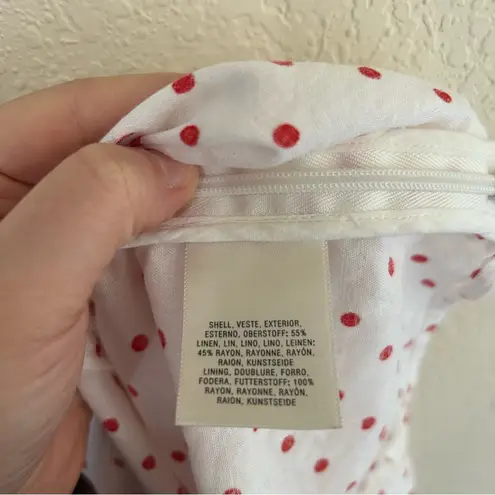 SHELL, VESTE, EXTERIOR,
ESTERNO, OBERSTOFF: 55%
LINEN, LIN, LINO, LINO, LEINEN:
45% RAYON, RAYONNE, RAYÓN,
RAION, KUNSTSEIDE
LINING, DOUBLURE, FORRO,
FODERA, FUTTERSTOFF: 100%
RAYON, RAYONNE, RAYÓN,
RAION, KUNSTSEIDE